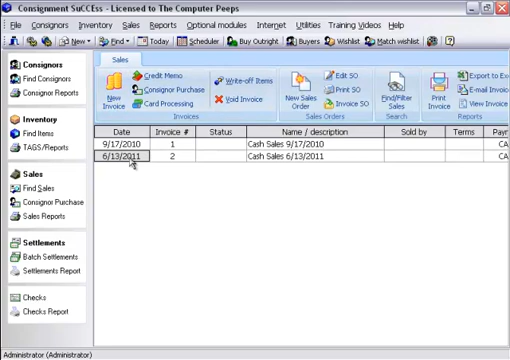 Consignment SuCCEss - Licensed to The Computer Peeps
File Consignors Inventory Sales Reports Optional modules Internet Utilities Training Videos Help
New Find Today Scheduler Buy Outright Buyers Wishlist Match wishlist
Consignors
Find Consignors
Consignor Reports
Inventory
Find Items
TAGS/Reports
Sales
Find Sales
Consignor Purchase
Sales Reports
Settlements
Batch Settlements
Settlements Report
Checks
Checks Report
Sales
New Invoice
Credit Memo
Consignor Purchase
Card Processing
Write-off Items
Void Invoice
Invoices
New Sales Order
Edit SO
Print SO
Invoice SO
Sales Orders
Find/Filter Sales
Search
Print Invoice
Export to Ex
E-mail Invoic
View Invoice
Reports
Date Invoice # Status Name / description Sold by Terms Payr
9/17/2010 1 Cash Sales 9/17/2010 CA
6/13/2011 2 Cash Sales 6/13/2011 CA
Administrator (Administrator)